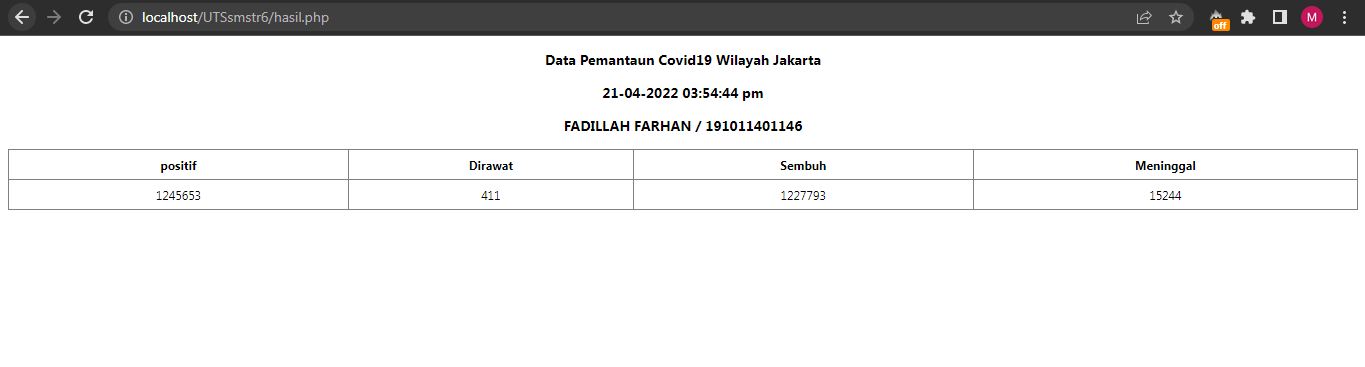 localhost/UTSsmstr6/hasil.php
M
off
Data Pemantaun Covid19 Wilayah Jakarta
21-04-2022 03:54:44 pm
FADILLAH FARHAN / 191011401146
positif Dirawat Sembuh Meninggal
1245653 411 1227793 15244